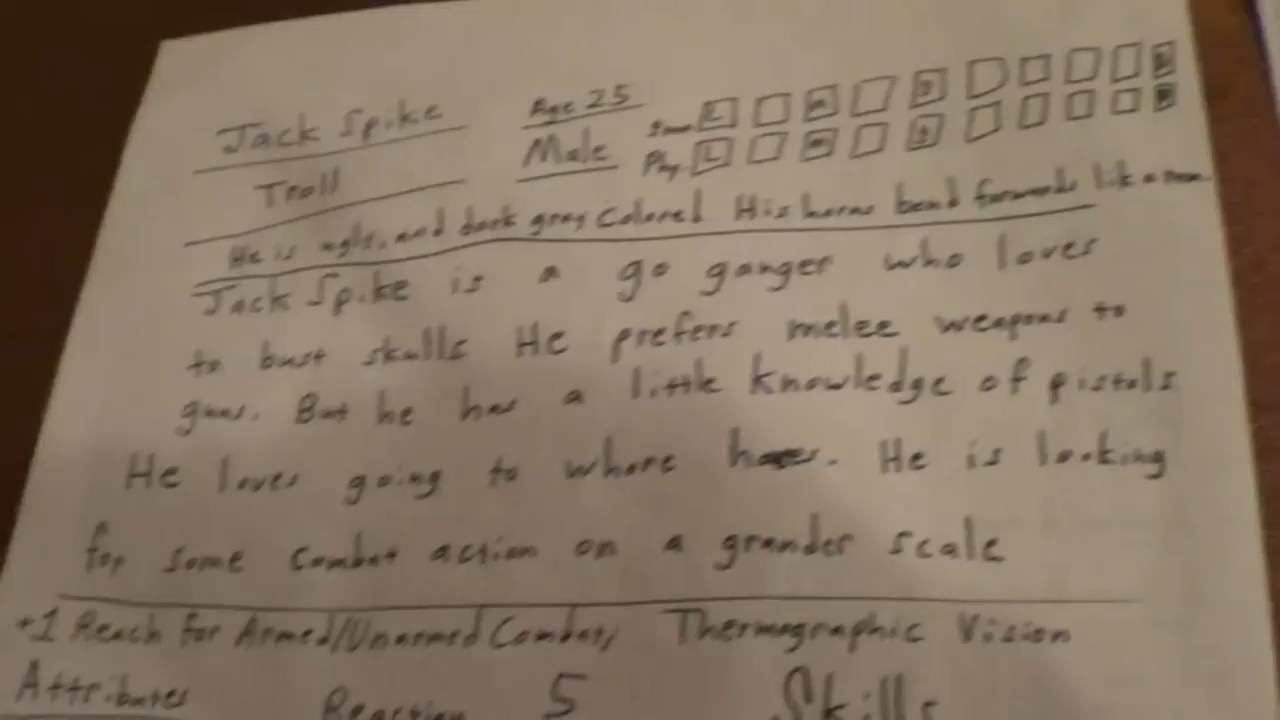 Jack Spike Age 25
Troll Male
Stun L M S D
Phy L M S D
He is ugly, and dark gray colored His horns bend forwards like a
Jack Spike is a go ganger who loves
to bust skulls He prefers melee weapons to
guns. But he has a little knowledge of pistols
He loves going to whore. He is looking
for some combat action on a grander scale
+1 Reach for Armed/Unarmed Combat, Thermographic Vision
Attributes Reaction 5 Skills